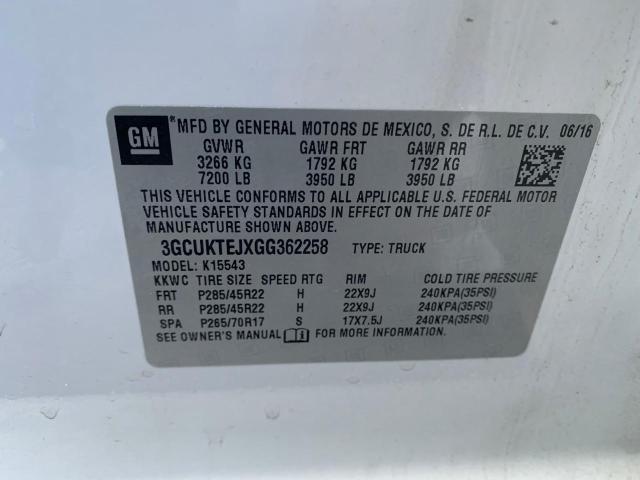 GM ® MFD BY GENERAL MOTORS DE MEXICO, S. DE R.L. DE C.V. 06/16
GVWR GAWR FRT GAWR RR
3266 KG 1792 KG 1792 KG
7200 LB 3950 LB 3950 LB
THIS VEHICLE CONFORMS TO ALL APPLICABLE U.S. FEDERAL MOTOR
VEHICLE SAFETY STANDARDS IN EFFECT ON THE DATE OF
MANUFACTURE SHOWN ABOVE.
3GCUKTEJXGG362258 TYPE: TRUCK
MODEL: K15543
KKWC TIRE SIZE SPEED RTG RIM COLD TIRE PRESSURE
FRT P285/45R22 H 22X9J 240KPA(35PSI)
RR P285/45R22 H 22X9J 240KPA(35PSI)
SPA P265/70R17 S 17X7.5J 240KPA(35PSI)
SEE OWNER'S MANUAL i FOR MORE INFORMATION.